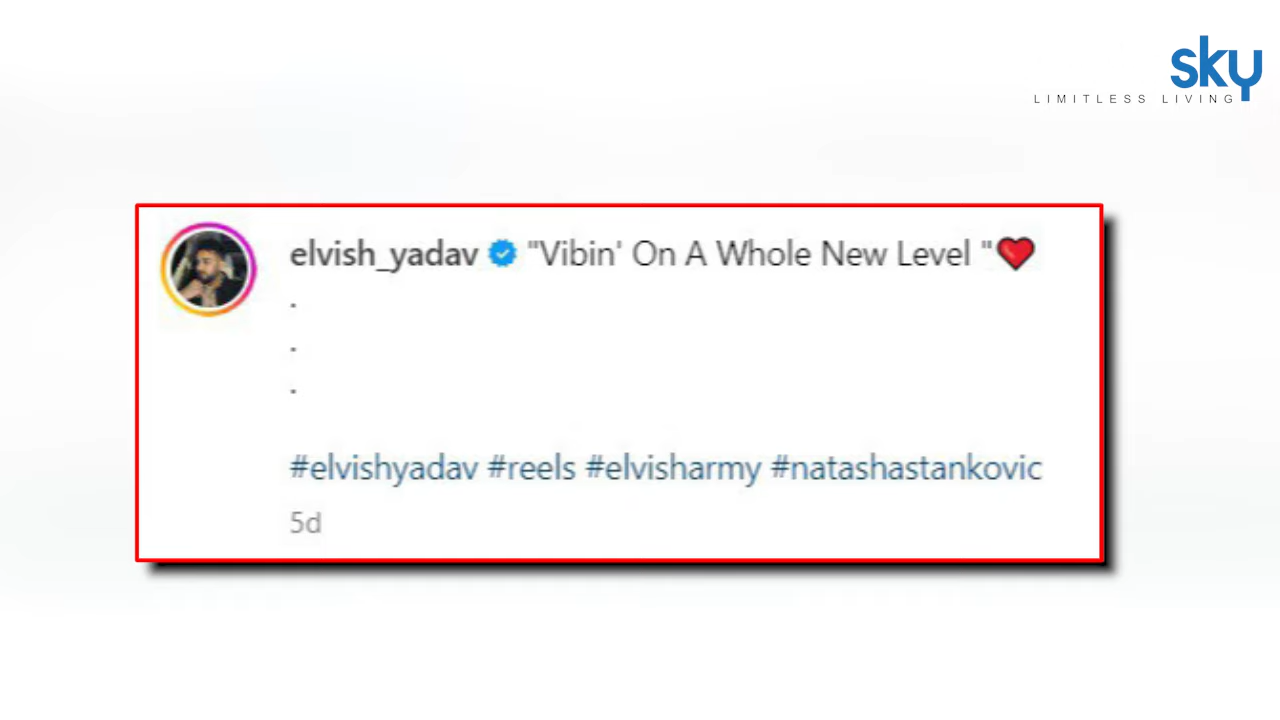 sky
LIMITLESS LIVING
elvish_yadav "Vibin' On A Whole New Level "❤️
.
.
.
#elvishyadav #reels #elvisharmy #natashastankovic
5d